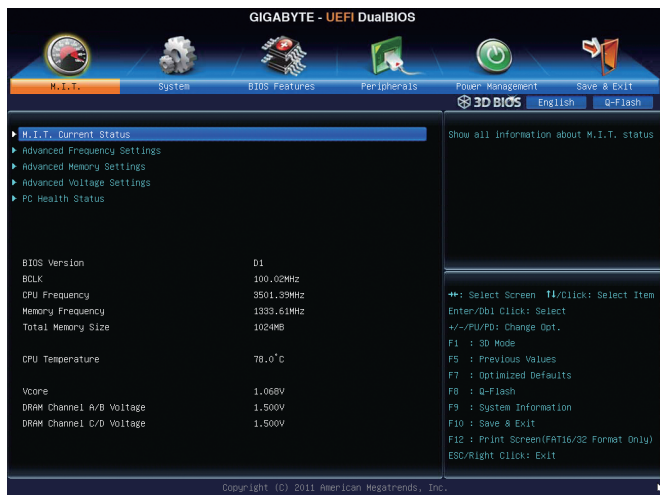 GIGABYTE - UEFI DualBIOS
M.I.T.
System
BIOS Features
Peripherals
Power Management
Save & Exit
3D BIOS
English
Q-Flash
M.I.T. Current Status
Advanced Frequency Settings
Advanced Memory Settings
Advanced Voltage Settings
PC Health Status
Show all information about M.I.T. status
BIOS Version D1
BCLK 100.02MHz
CPU Frequency 3501.39MHz
Memory Frequency 1333.61MHz
Total Memory Size 1024MB
CPU Temperature 78.0°C
Vcore 1.068V
DRAM Channel A/B Voltage 1.500V
DRAM Channel C/D Voltage 1.500V
→←: Select Screen ↑↓/Click: Select Item
Enter/Dbl Click: Select
+/-/PU/PD: Change Opt.
F1 : 3D Mode
F5 : Previous Values
F7 : Optimized Defaults
F8 : Q-Flash
F9 : System Information
F10 : Save & Exit
F12 : Print Screen(FAT16/32 Format Only)
ESC/Right Click: Exit
Copyright (C) 2011 American Megatrends, Inc.